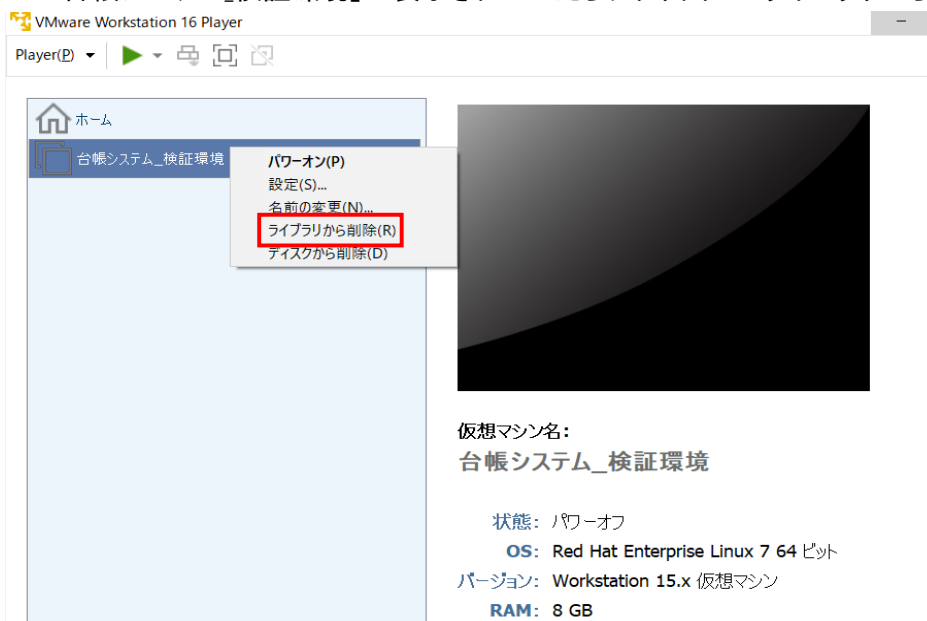 VMware Workstation 16 Player
Player(P)
ホーム
台帳システム_検証環境
パワーオン(P)
設定(S)...
名前の変更(N)...
ライブラリから削除(R)
ディスクから削除(D)
仮想マシン名:
台帳システム_検証環境
状態: パワーオフ
OS: Red Hat Enterprise Linux 7 64 ビット
バージョン: Workstation 15.x 仮想マシン
RAM: 8 GB